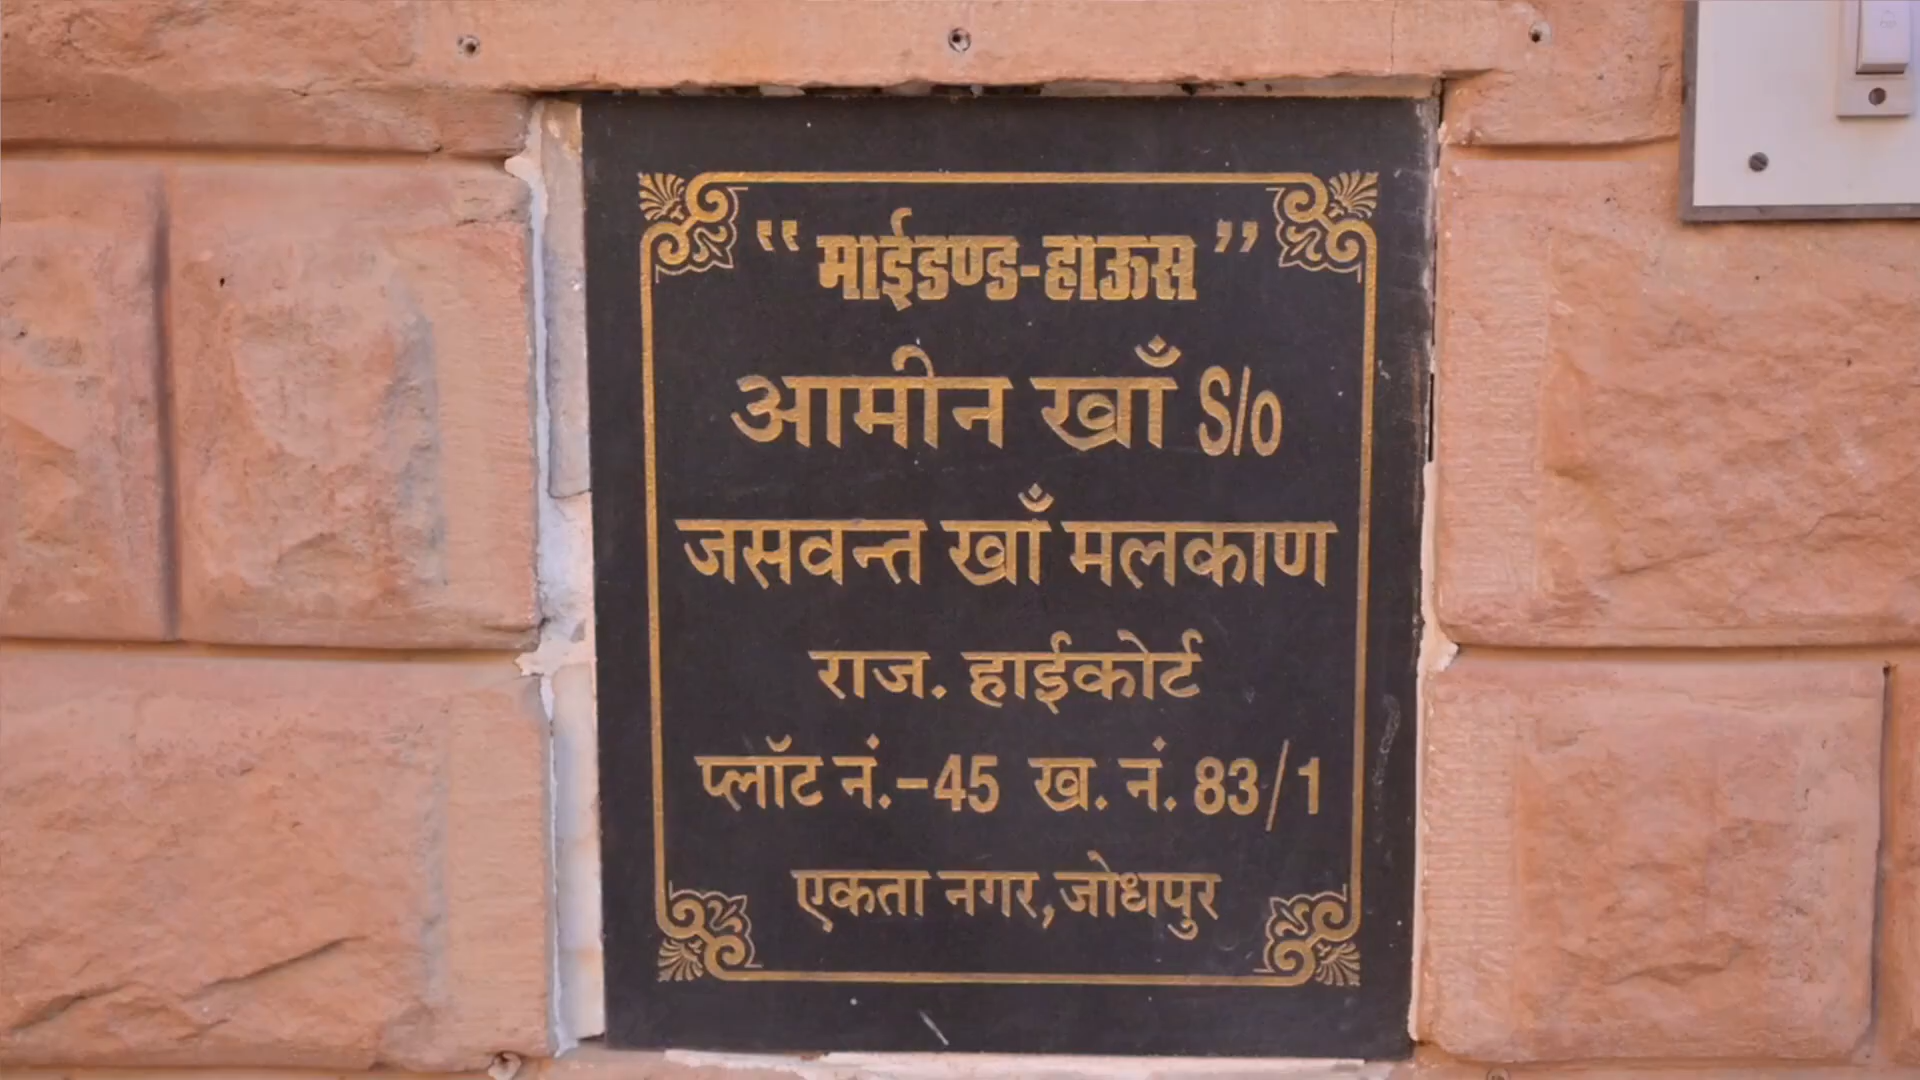 “माईडण्ड-हाऊस”
आमीन खाँ S/o
जसवन्त खाँ मलकाण
राज. हाईकोर्ट
प्लॉट नं.-45 ख. नं. 83/1
एकता नगर,जोधपुर